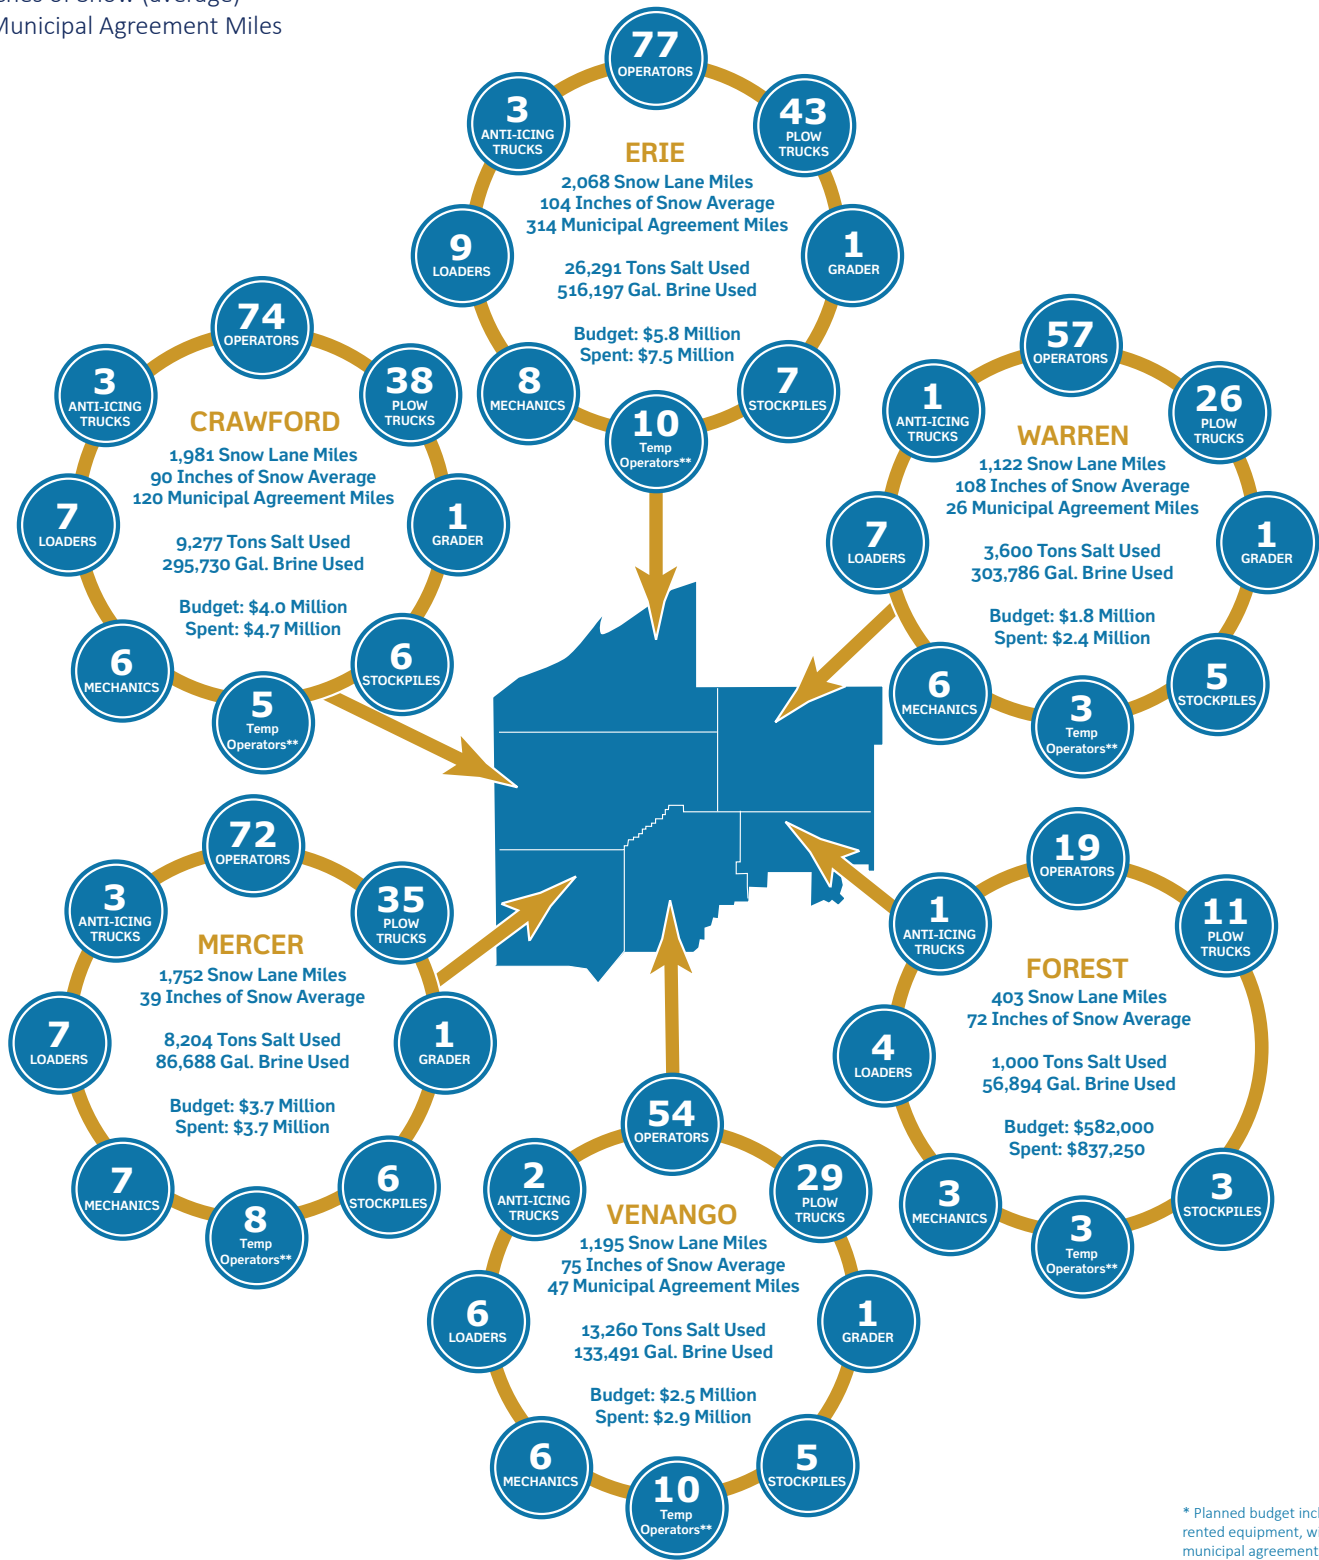 Municipal Agreement Miles
77
OPERATORS
3
ANTI-ICING
TRUCKS
43
PLOW
TRUCKS
ERIE
2,068 Snow Lane Miles
104 Inches of Snow Average
314 Municipal Agreement Miles
26,291 Tons Salt Used
516,197 Gal. Brine Used
Budget: $5.8 Million
Spent: $7.5 Million
9
LOADERS
1
GRADER
8
MECHANICS
7
STOCKPILES
10
Temp
Operators**
74
OPERATORS
3
ANTI-ICING
TRUCKS
38
PLOW
TRUCKS
CRAWFORD
1,981 Snow Lane Miles
90 Inches of Snow Average
120 Municipal Agreement Miles
9,277 Tons Salt Used
295,730 Gal. Brine Used
Budget: $4.0 Million
Spent: $4.7 Million
7
LOADERS
1
GRADER
6
MECHANICS
6
STOCKPILES
5
Temp
Operators**
57
OPERATORS
1
ANTI-ICING
TRUCKS
26
PLOW
TRUCKS
WARREN
1,122 Snow Lane Miles
108 Inches of Snow Average
26 Municipal Agreement Miles
3,600 Tons Salt Used
303,786 Gal. Brine Used
Budget: $1.8 Million
Spent: $2.4 Million
7
LOADERS
1
GRADER
6
MECHANICS
5
STOCKPILES
3
Temp
Operators**
72
OPERATORS
3
ANTI-ICING
TRUCKS
35
PLOW
TRUCKS
MERCER
1,752 Snow Lane Miles
39 Inches of Snow Average
8,204 Tons Salt Used
86,688 Gal. Brine Used
Budget: $3.7 Million
Spent: $3.7 Million
7
LOADERS
1
GRADER
7
MECHANICS
6
STOCKPILES
8
Temp
Operators**
19
OPERATORS
1
ANTI-ICING
TRUCKS
11
PLOW
TRUCKS
FOREST
403 Snow Lane Miles
72 Inches of Snow Average
1,000 Tons Salt Used
56,894 Gal. Brine Used
Budget: $582,000
Spent: $837,250
4
LOADERS
3
MECHANICS
3
STOCKPILES
3
Temp
Operators**
54
OPERATORS
2
ANTI-ICING
TRUCKS
29
PLOW
TRUCKS
VENANGO
1,195 Snow Lane Miles
75 Inches of Snow Average
47 Municipal Agreement Miles
13,260 Tons Salt Used
133,491 Gal. Brine Used
Budget: $2.5 Million
Spent: $2.9 Million
6
LOADERS
1
GRADER
6
MECHANICS
5
STOCKPILES
10
Temp
Operators**
* Planned budget
rented equipment,
municipal agreement